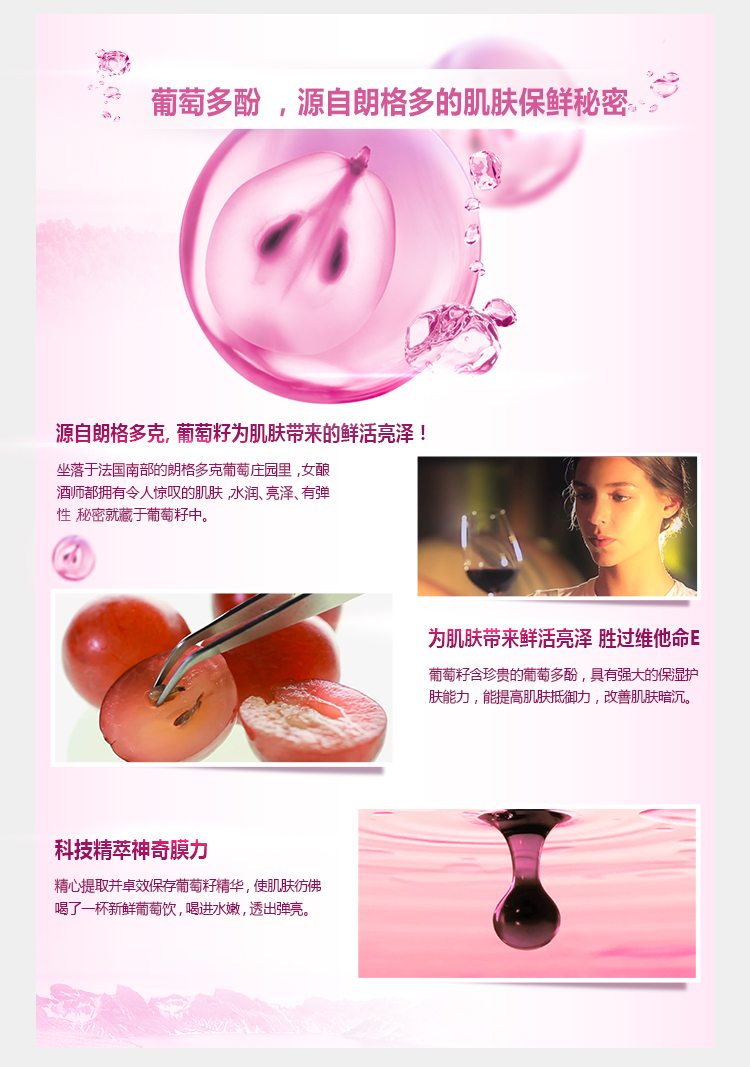 葡萄多酚 ，源自朗格多的肌肤保鲜秘密
源自朗格多克, 葡萄籽为肌肤带来的鲜活亮泽！
坐落于法国南部的朗格多克葡萄庄园里 , 女酿
酒师都拥有令人惊叹的肌肤 , 水润、亮泽、有弹
性 , 秘密就藏于葡萄籽中。
为肌肤带来鲜活亮泽 胜过维他命E
葡萄籽含珍贵的葡萄多酚 , 具有强大的保湿护
肤能力 , 能提高肌肤抵御力 , 改善肌肤暗沉。
科技精萃神奇膜力
精心提取并卓效保存葡萄籽精华 , 使肌肤彷佛
喝了一杯新鲜葡萄饮 , 喝进水嫩 , 透出弹亮。